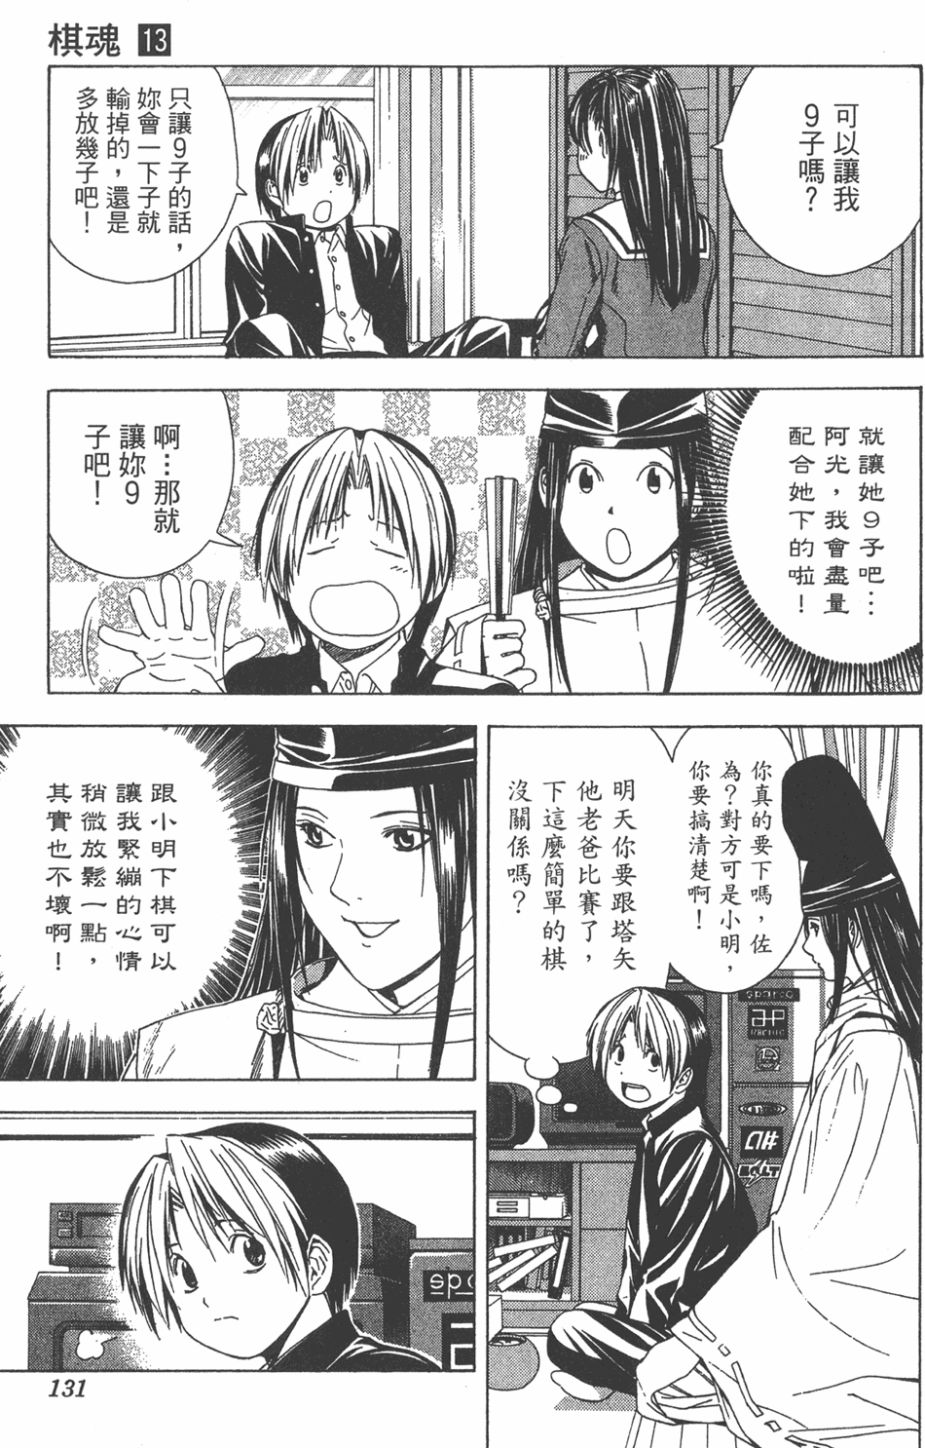 棋魂 13
可以讓我
9子嗎？
只讓9子的話，
妳會一下子就
輸掉的，還是
多放幾子吧！
就讓她9子吧…
阿光，我會盡量
配合她下的啦！
啊…那就
讓妳9
子吧！
你真的要下嗎，佐
為？對方可是小明，
你要搞清楚啊！
明天你要跟塔矢
他老爸比賽了，
下這麼簡單的棋
沒關係嗎？
sparco
a-p
RACING
BOLT
跟小明下棋可以
讓我緊繃的心情
稍微放鬆一點，
其實也不壞啊！
131